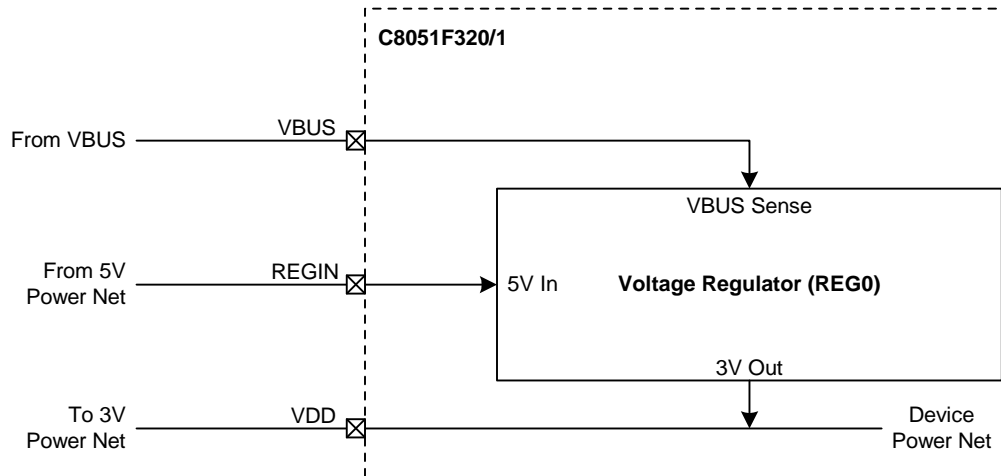 C8051F320/1
From VBUS
VBUS
VBUS Sense
From 5V
Power Net
REGIN
5V In
Voltage Regulator (REG0)
3V Out
To 3V
Power Net
VDD
Device
Power Net